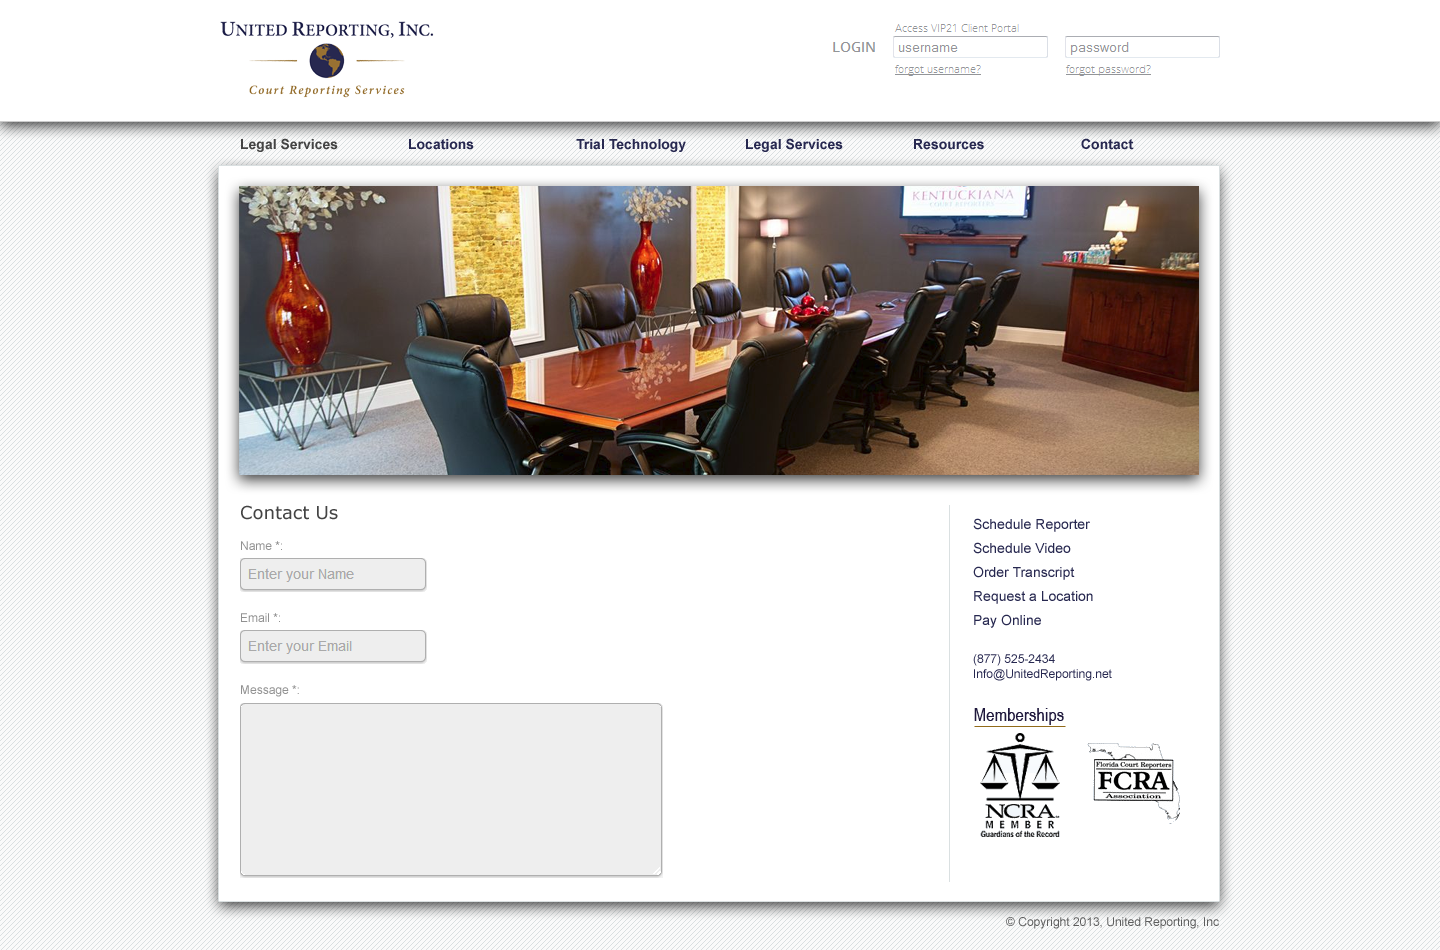 United Reporting, Inc.
Court Reporting Services
Access VIP21 Client Portal
LOGIN
username
password
forgot username?
forgot password?
Legal Services
Locations
Trial Technology
Legal Services
Resources
Contact
KENTUCKIANA
Contact Us
Name *:
Enter your Name
Email *:
Enter your Email
Message *:
Schedule Reporter
Schedule Video
Order Transcript
Request a Location
Pay Online
(877) 525-2434
Info@UnitedReporting.net
Memberships
NCRA
MEMBER
Guardians of the Record
Florida Court Reporters
FCRA
Association
© Copyright 2013, United Reporting, Inc